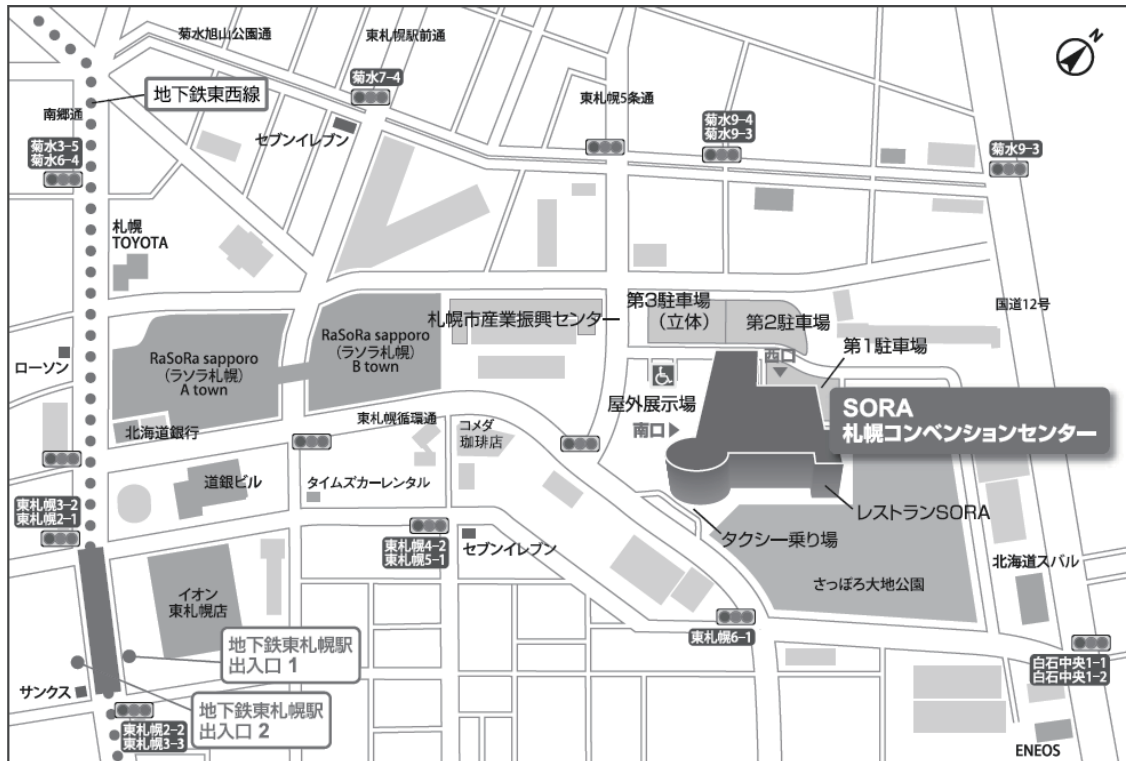 菊水旭山公園通
東札幌駅前通
N
地下鉄東西線
菊水7-4
南郷通
東札幌5条通
セブンイレブン
菊水9-4
菊水9-3
菊水3-5
菊水6-4
菊水9-3
札幌
TOYOTA
国道12号
第3駐車場
(立体)
札幌市産業振興センター
第2駐車場
RaSoRa sapporo
(ラソラ札幌)
B town
RaSoRa sapporo
(ラソラ札幌)
A town
第1駐車場
西口
ローソン
屋外展示場
SORA
札幌コンベンションセンター
南口
東札幌循環通
コメダ
珈琲店
北海道銀行
道銀ビル
タイムズカーレンタル
レストランSORA
東札幌3-2
東札幌2-1
タクシー乗り場
東札幌4-2
東札幌5-1
セブンイレブン
北海道スバル
さっぽろ大地公園
イオン
東札幌店
東札幌6-1
地下鉄東札幌駅
出入口 1
白石中央1-1
白石中央1-2
サンクス
地下鉄東札幌駅
出入口 2
東札幌2-2
東札幌3-3
ENEOS